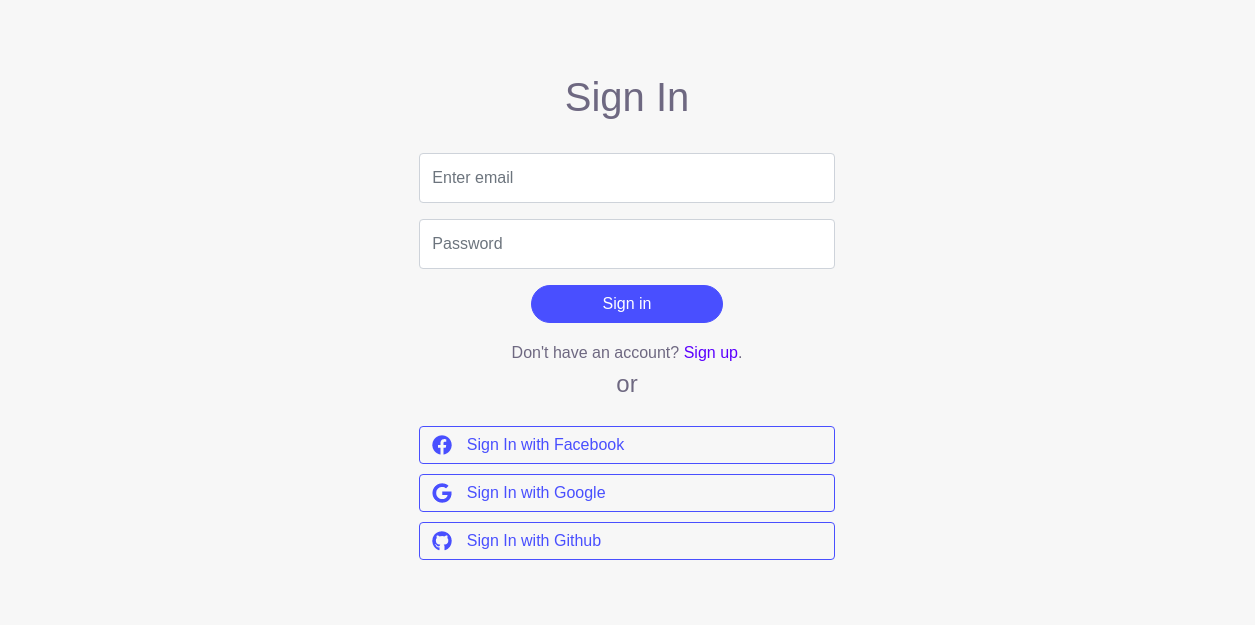 Sign In
Enter email
Password
Sign in
Don't have an account? Sign up.
or
Sign In with Facebook
Sign In with Google
Sign In with Github